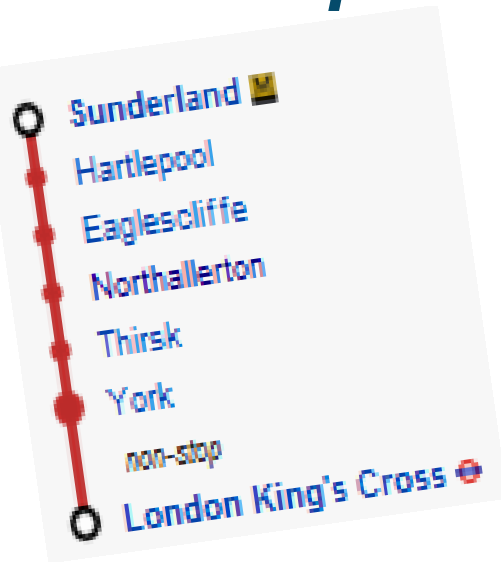 Sunderland
Hartlepool
Eaglescliffe
Northallerton
Thirsk
York
non-stop
London King's Cross